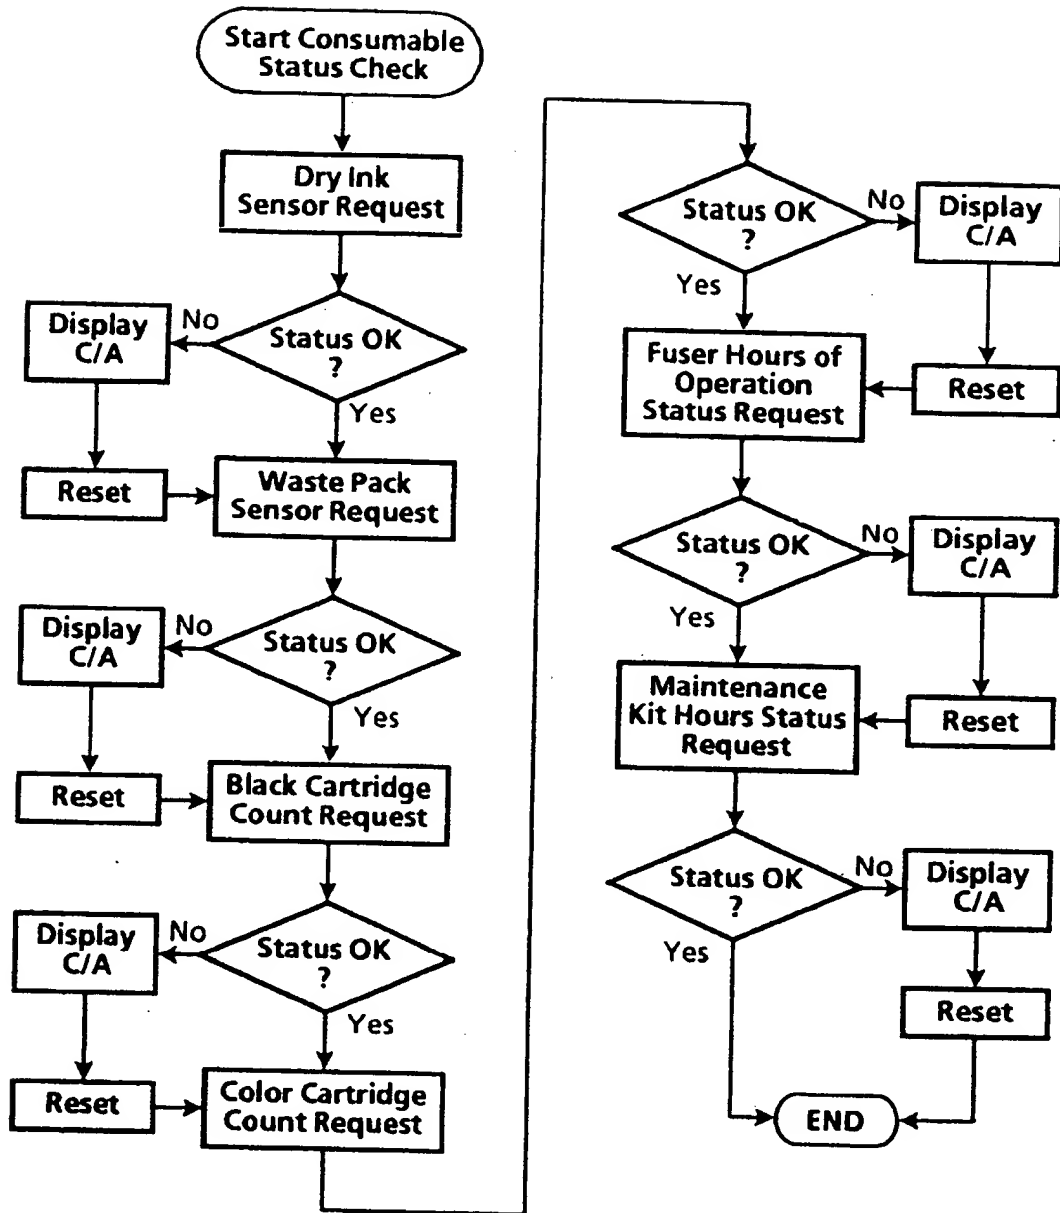 Start Consumable
Status Check
Dry Ink
Sensor Request
Status OK
?
No
Display
C/A
Reset
Yes
Waste Pack
Sensor Request
Status OK
?
No
Display
C/A
Reset
Yes
Black Cartridge
Count Request
Status OK
?
No
Display
C/A
Reset
Yes
Color Cartridge
Count Request
Status OK
?
No
Display
C/A
Reset
Yes
Fuser Hours of
Operation
Status Request
Status OK
?
No
Display
C/A
Reset
Yes
Maintenance
Kit Hours Status
Request
Status OK
?
No
Display
C/A
Reset
Yes
END